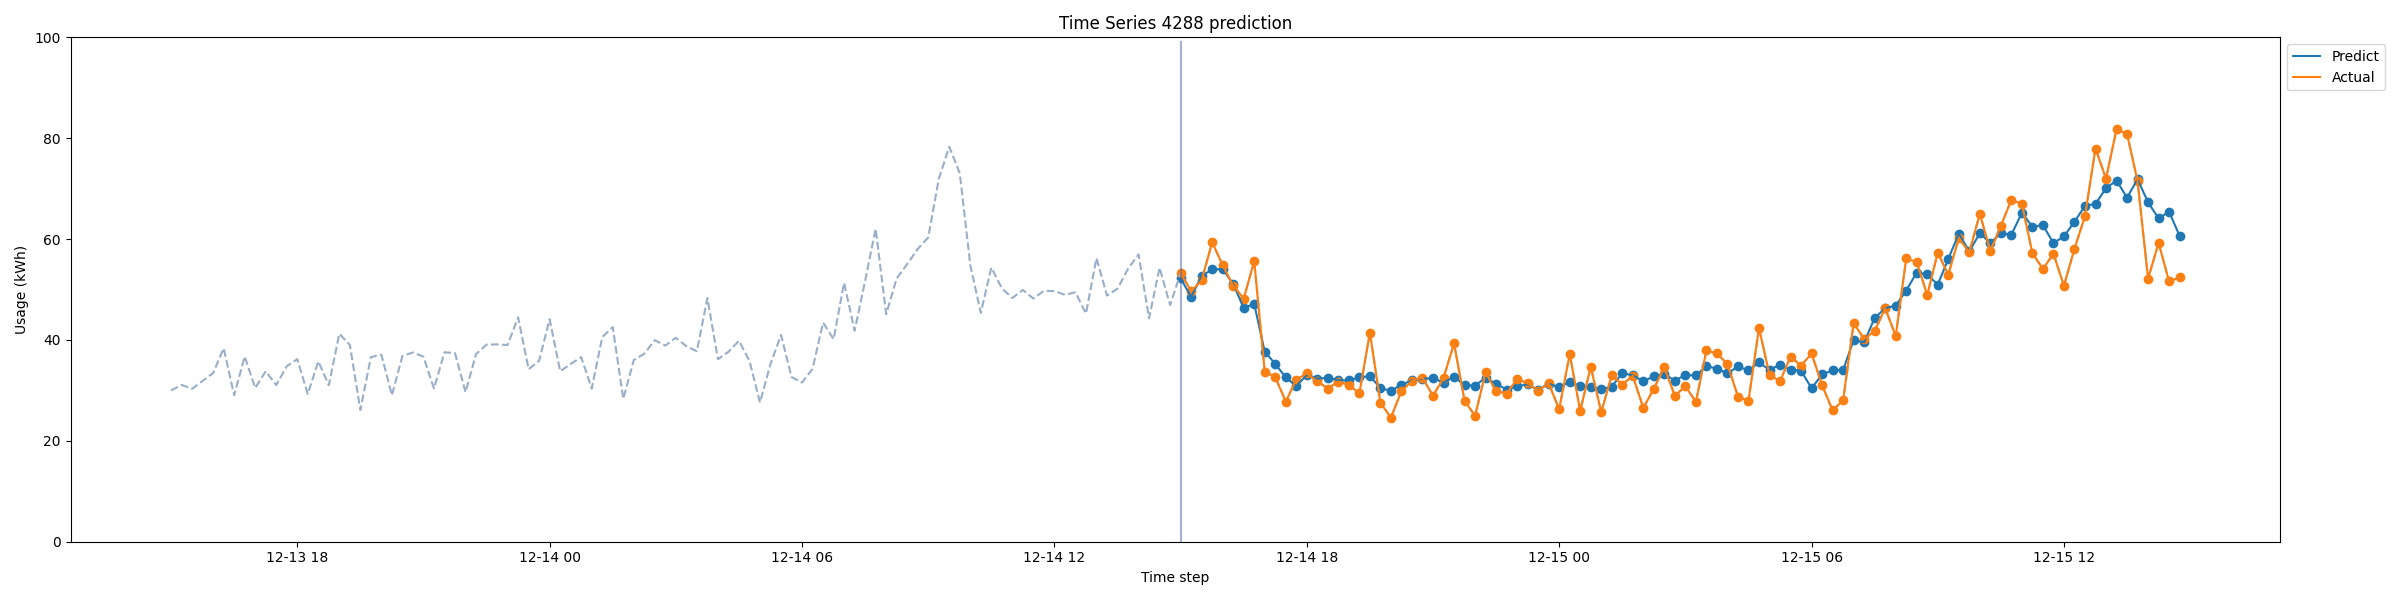 Time Series 4288 prediction
Predict
Actual
100
80
60
40
20
0
Usage (kWh)
12-13 18
12-14 00
12-14 06
12-14 12
12-14 18
12-15 00
12-15 06
12-15 12
Time step